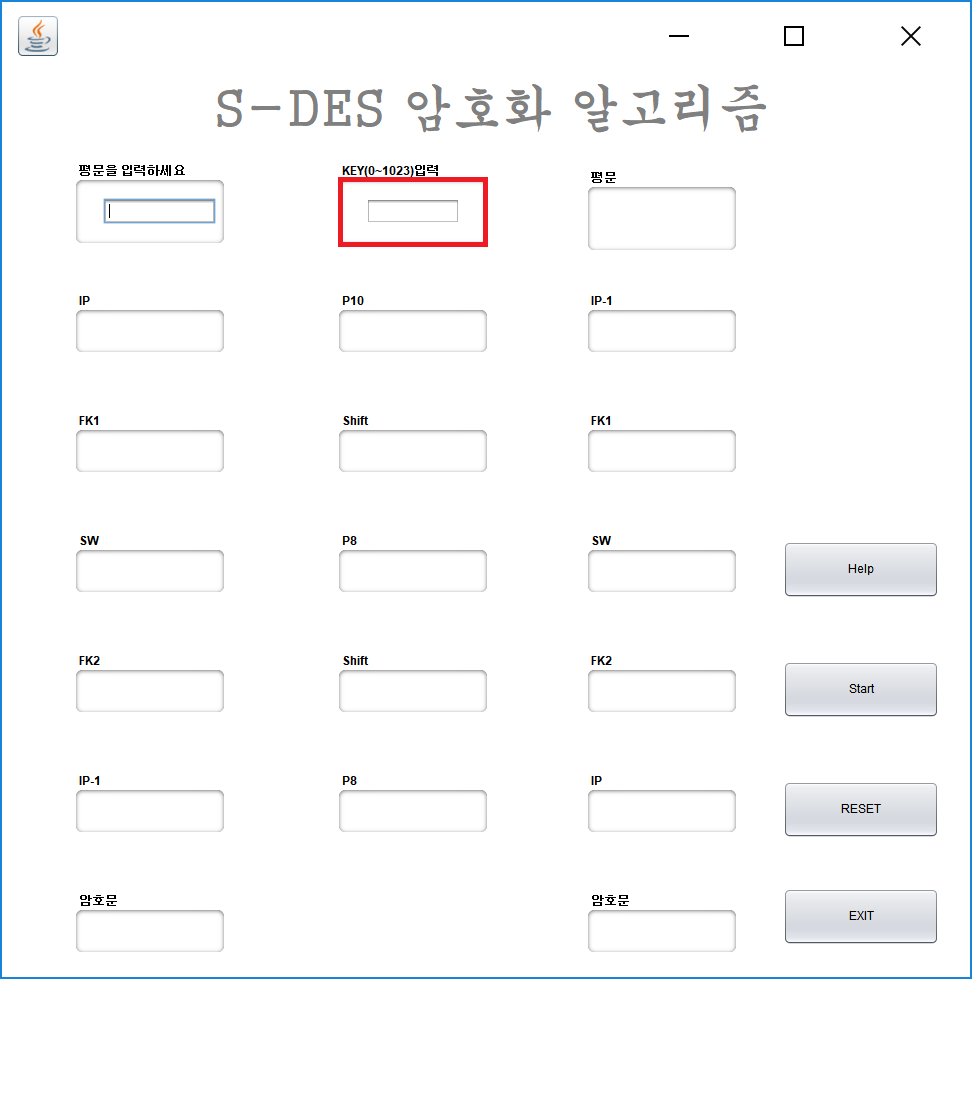 S-DES 암호화 알고리즘
평문을 입력하세요
KEY(0~1023)입력
평문
IP
P10
IP-1
FK1
Shift
FK1
SW
P8
SW
Help
FK2
Shift
FK2
Start
IP-1
P8
IP
RESET
암호문
암호문
EXIT